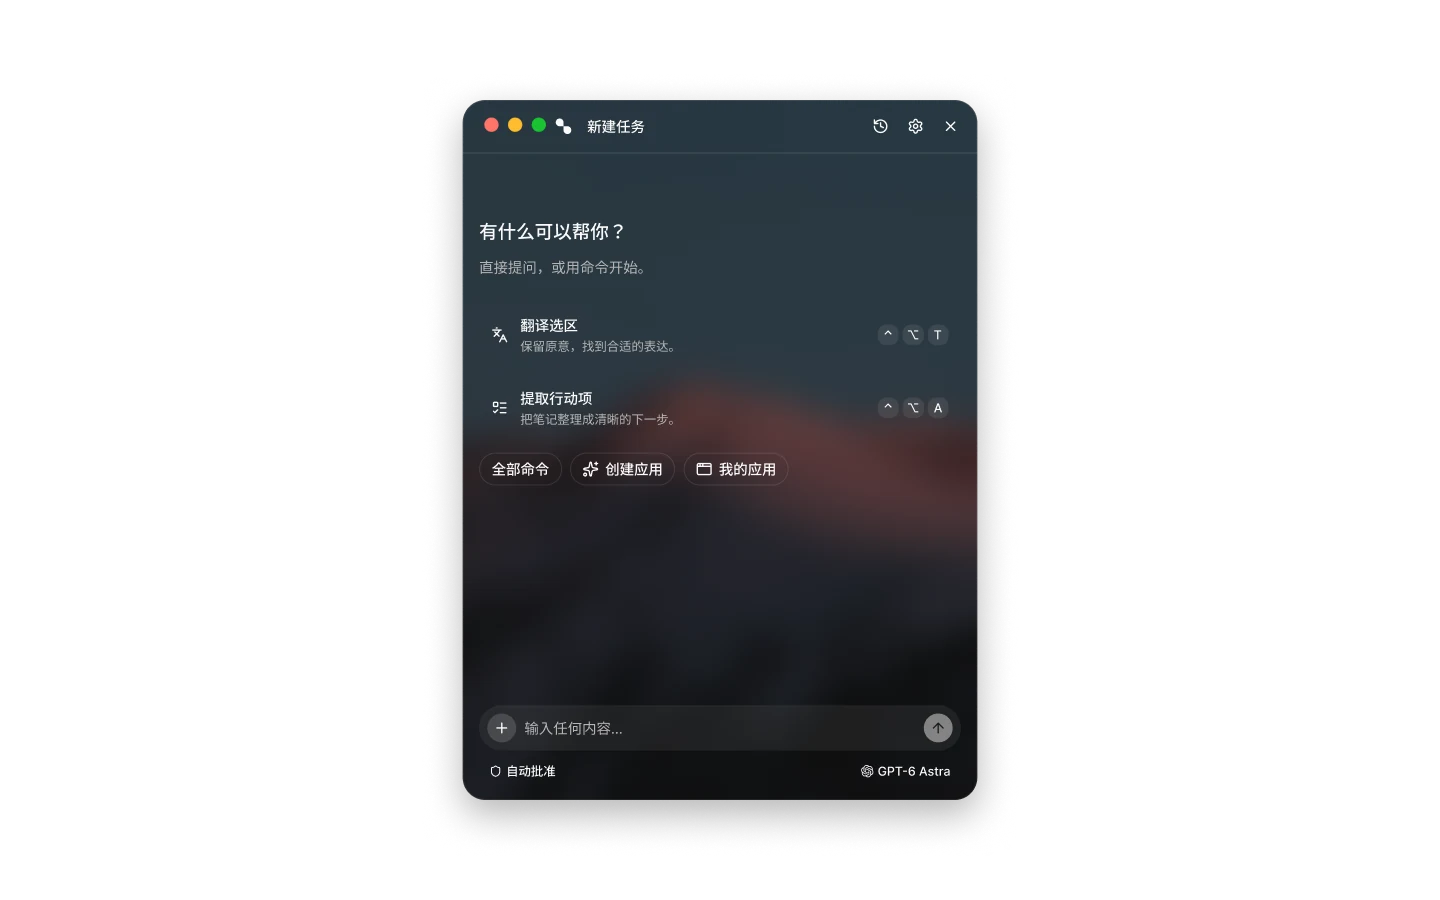 新建任务
有什么可以帮你？
直接提问，或用命令开始。
翻译选区
保留原意，找到合适的表达。
⌃ ⌥ T
提取行动项
把笔记整理成清晰的下一步。
⌃ ⌥ A
全部命令 创建应用 我的应用
输入任何内容...
自动批准 GPT-6 Astra